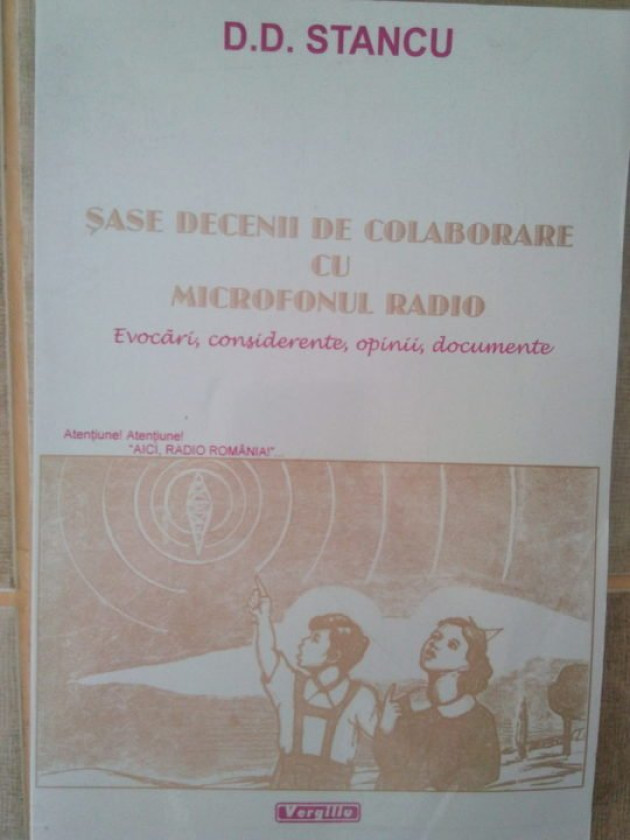 D.D. STANCU
ŞASE DECENII DE COLABORARE
CU
MICROFONUL RADIO
Evocări, considerente, opinii, documente
Atenţiune! Atenţiune!
"AICI, RADIO ROMÂNIA!"...
Vergiliu